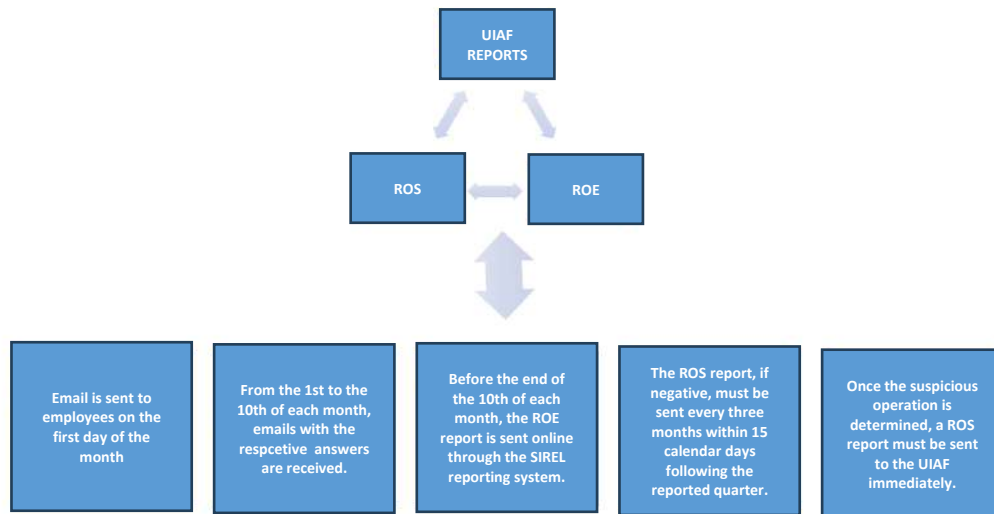 UIAF
REPORTS
ROS
ROE
Email is sent to
employees on the
first day of the
month
From the 1st to the
10th of each month,
emails with the
respcetive answers
are received.
Before the end of
the 10th of each
month, the ROE
report is sent online
through the SIREL
reporting system.
The ROS report, if
negative, must be
sent every three
months within 15
calendar days
following the
reported quarter.
Once the suspicious
operation is
determined, a ROS
report must be sent
to the UIAF
immediately.